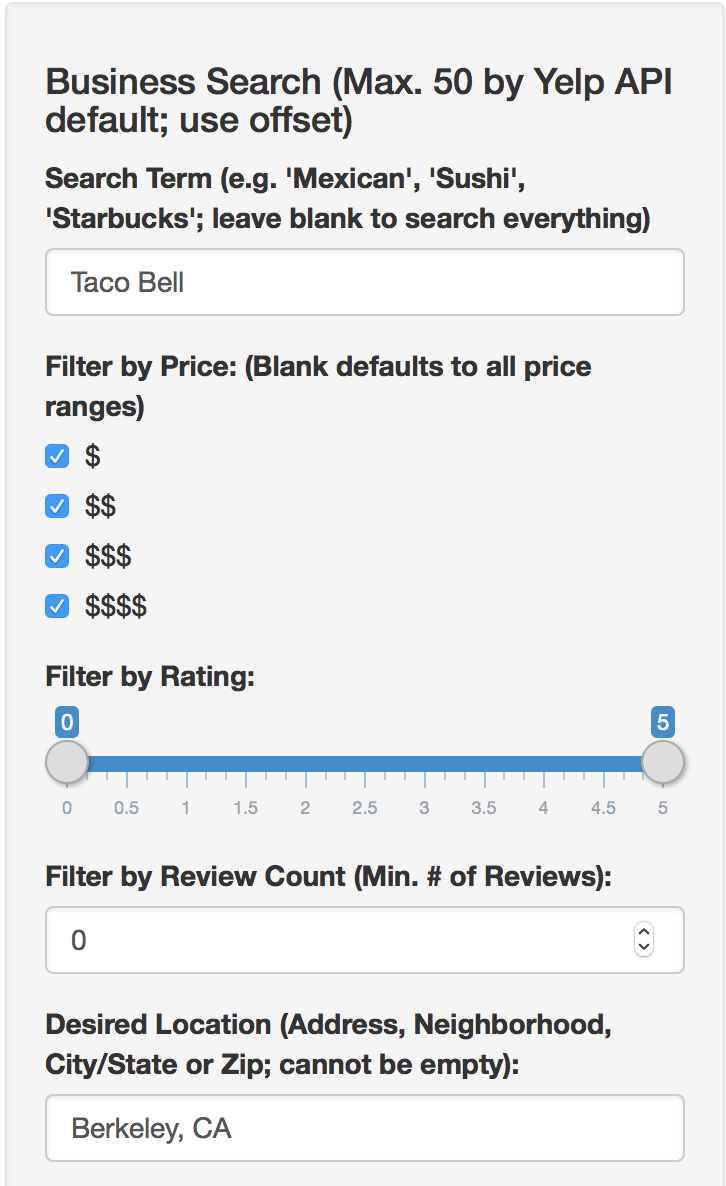 Business Search (Max. 50 by Yelp API
default; use offset)
Search Term (e.g. 'Mexican', 'Sushi',
'Starbucks'; leave blank to search everything)
Taco Bell
Filter by Price: (Blank defaults to all price
ranges)
$
$$
$$$
$$$$
Filter by Rating:
0 5
0 0.5 1 1.5 2 2.5 3 3.5 4 4.5 5
Filter by Review Count (Min. # of Reviews):
0
Desired Location (Address, Neighborhood,
City/State or Zip; cannot be empty):
Berkeley, CA